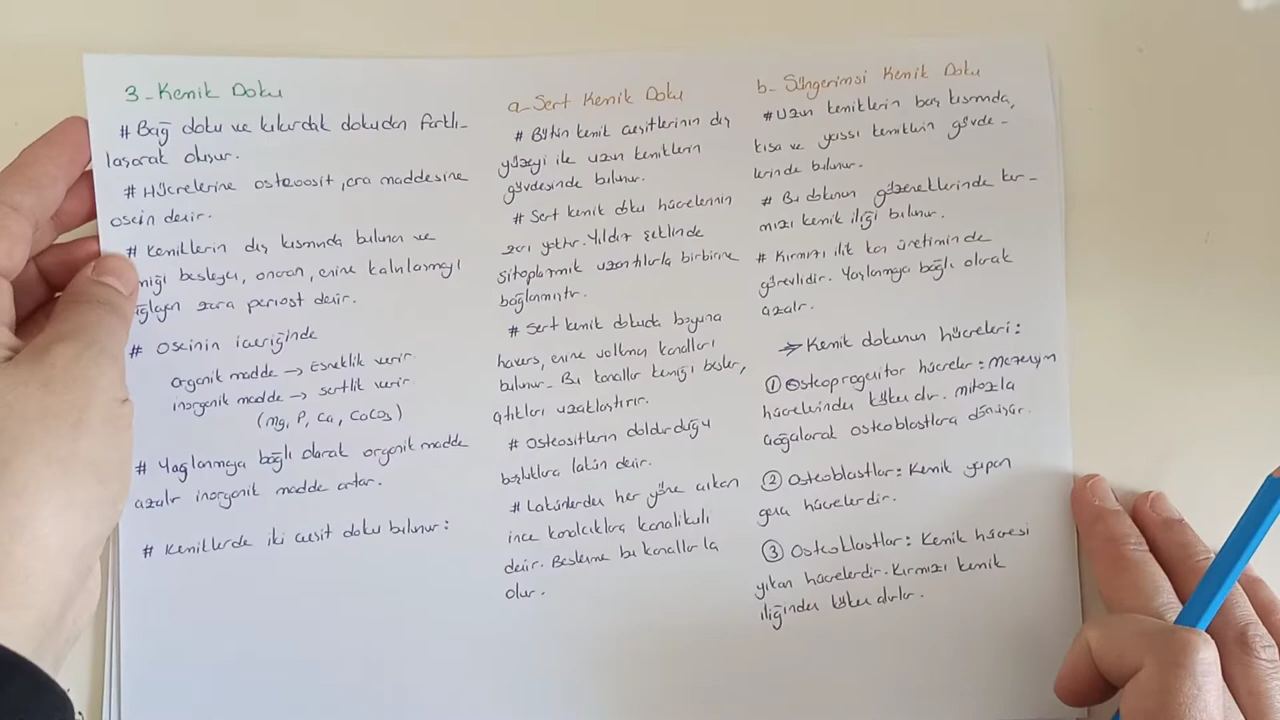 3_Kemik Doku
# Bağ doku ve kıkırdak dokudan farklı-
laşarak oluşur.
# Hücrelerine osteosit, ara maddesine
osein denir.
# Kemiklerin dış kısmında bulunan ve
miği besleyen, onaran, enine kalınlaşmayı
ğlayan zara periost denir.
# Oseinin içeriğinde
organik madde → Esneklik verir
inorganik madde → sertlik verir
(Mg, P, Ca, CaCO3)
# Yaşlanmaya bağlı olarak organik madde
azalır inorganik madde artar.
# Kemiklerde iki çeşit doku bulunur:
a_Sert Kemik Doku
# Bütün kemik çeşitlerinin dış
yüzeyi ile uzun kemiklerin
gövdesinde bulunur.
# Sert kemik doku hücrelerinin
zarı yoktur. Yıldız şeklinde
sitoplazmik uzantılarla birbirine
bağlanmıştır.
# Sert kemik dokuda boyuna
havers, enine volkman kanalları
bulunur. Bu kanallar kemiği besler,
atıkları uzaklaştırır.
# Osteositlerin doldurduğu
boşluklara lakün denir.
# Lakünlerden her yöne çıkan
ince kanalcıklara kanalikuli
denir. Beslenme bu kanallarla
olur.
b_ Süngerimsi Kemik Doku
# Uzun kemiklerin baş kısmında,
kısa ve yassı kemiklerin gövde-
lerinde bulunur.
# Bu dokunun gözeneklerinde kır-
mızı kemik iliği bulunur.
# Kırmızı ilik kan üretiminde
görevlidir. Yaşlanmaya bağlı olarak
azalır.
⇒ Kemik dokunun hücreleri:
① Osteoprogenitor hücreler: Mezenşim
hücrelerinden köken alır. mitozla
çoğalarak osteoblastlara dönüşür.
② Osteoblastlar: Kemik yapan
genç hücrelerdir.
③ Osteoklastlar: Kemik hücresi
yıkan hücrelerdir. Kırmızı kemik
iliğinden köken alırlar.